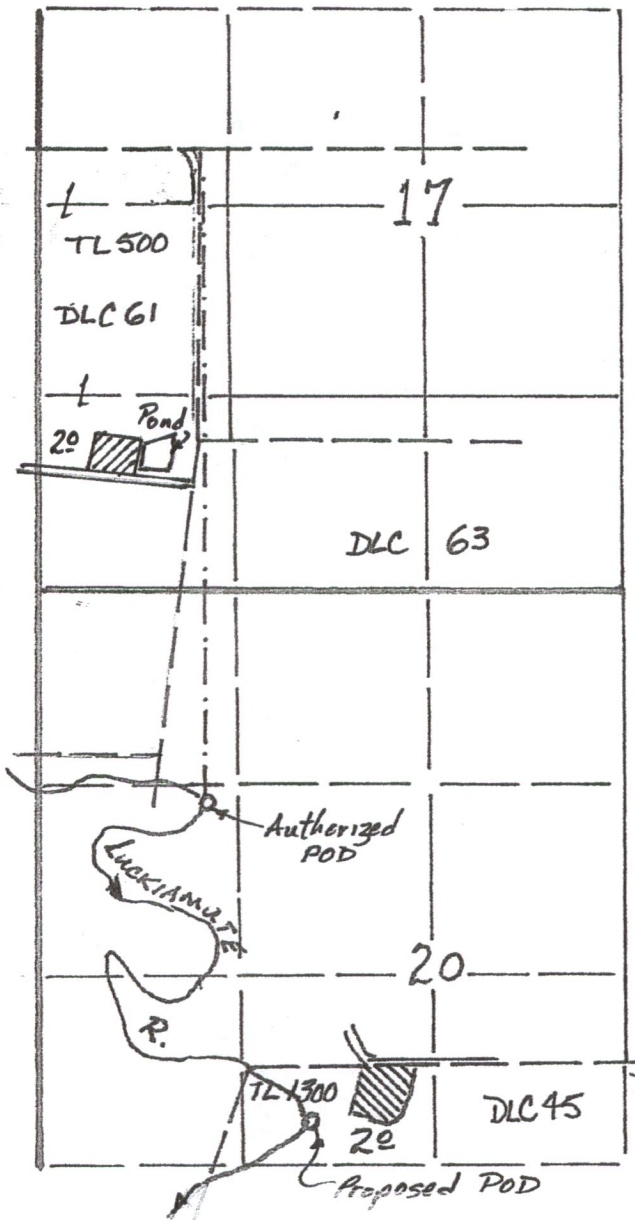 17
TL 500
DLC 61
Pond
2º
DLC 63
Autherized
POD
LUCKIAMUTE
R.
20
TL 1300
DLC 45
2º
Proposed POD